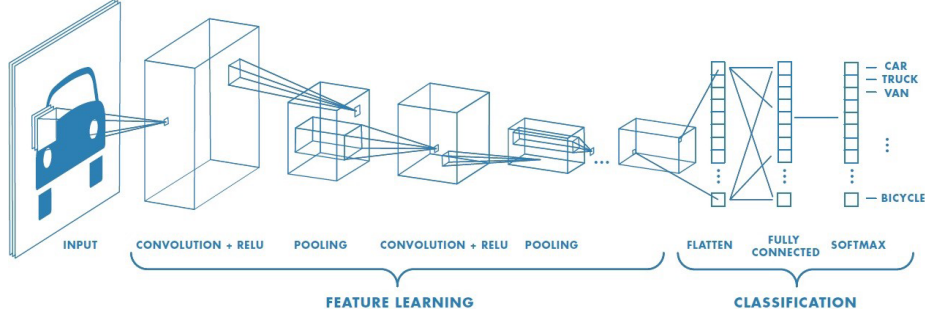 CAR
TRUCK
VAN
BICYCLE
INPUT
CONVOLUTION + RELU
POOLING
CONVOLUTION + RELU
POOLING
FLATTEN
FULLY
CONNECTED
SOFTMAX
FEATURE LEARNING
CLASSIFICATION